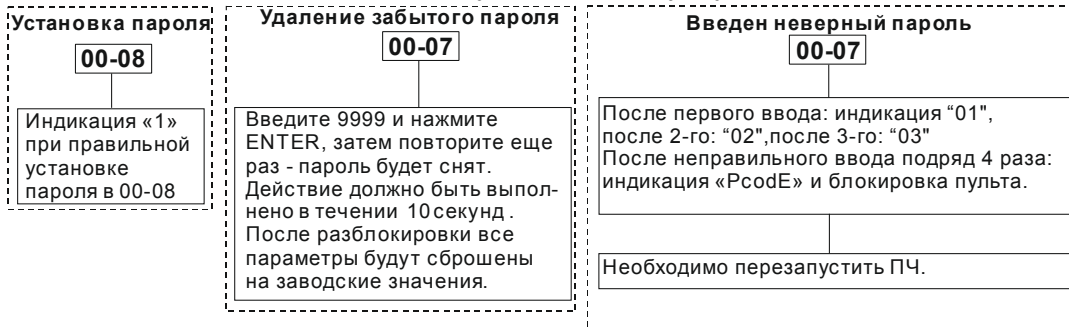 Установка пароля
00-08
Индикация «1»
при правильной
установке
пароля в 00-08
Удаление забытого пароля
00-07
Введите 9999 и нажмите
ENTER, затем повторите еще
раз - пароль будет снят.
Действие должно быть выпол-
нено в течении 10 секунд .
После разблокировки все
параметры будут сброшены
на заводские значения.
Введен неверный пароль
00-07
После первого ввода: индикация “01",
после 2-го: “02",после 3-го: “03”
После неправильного ввода подряд 4 раза:
индикация «PcodE» и блокировка пульта.
Необходимо перезапустить ПЧ.